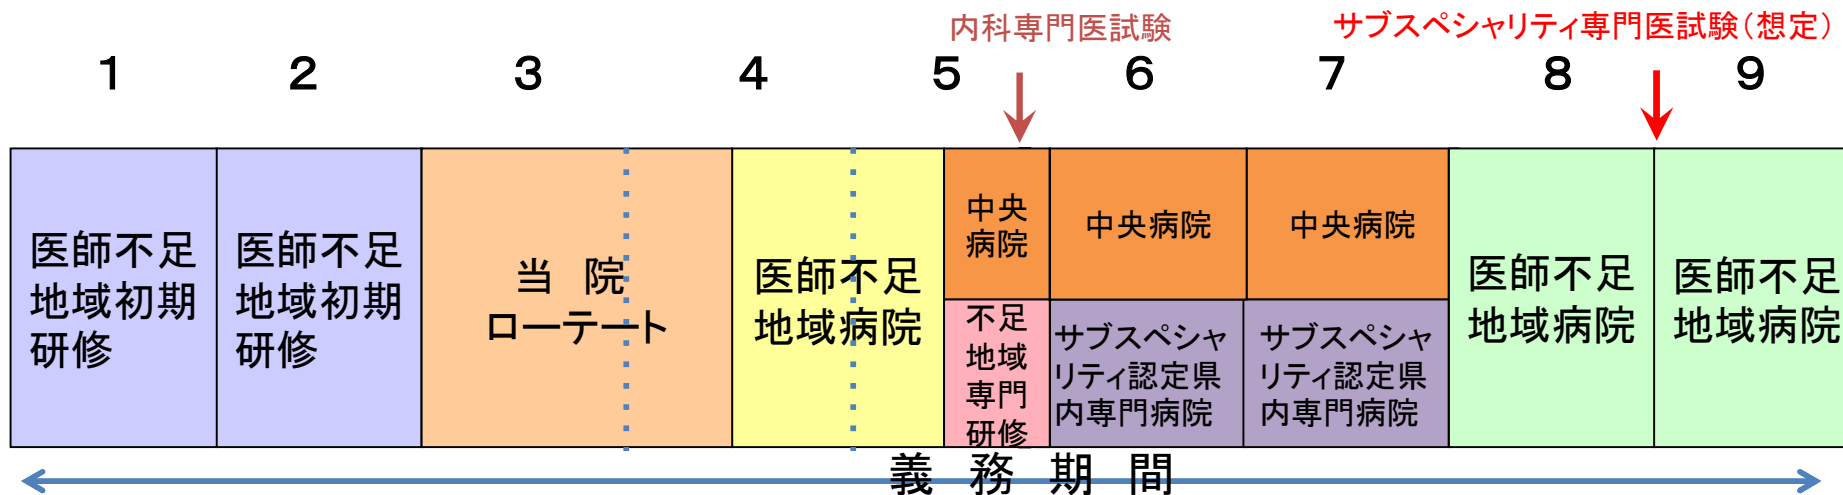 内科専門医試験
サブスペシャリティ専門医試験(想定)
1 2 3 4 5 6 7 8 9
医師不足
地域初期
研修
医師不足
地域初期
研修
当 院
ローテート
医師不足
地域病院
中央
病院
不足
地域
専門
研修
中央病院
サブスペシャ
リティ認定県
内専門病院
中央病院
サブスペシャ
リティ認定県
内専門病院
医師不足
地域病院
医師不足
地域病院
義 務 期 間